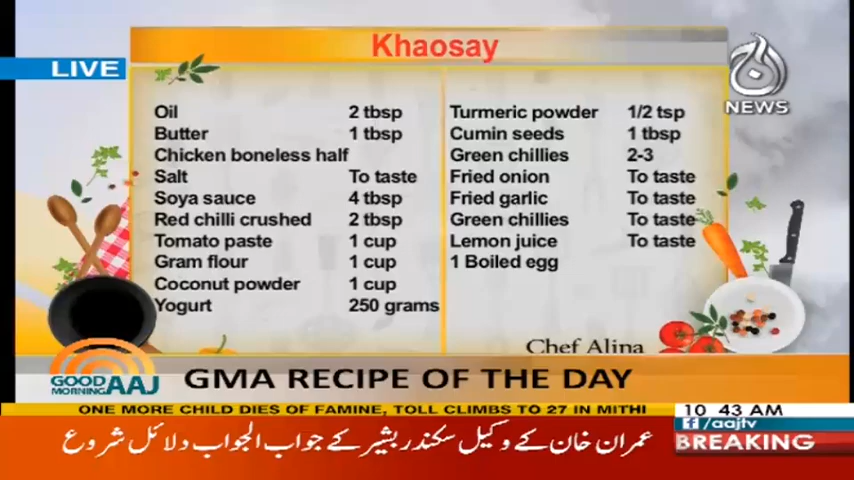 Khaosay
LIVE
آج
NEWS
Oil 2 tbsp
Butter 1 tbsp
Chicken boneless half
Salt To taste
Soya sauce 4 tbsp
Red chilli crushed 2 tbsp
Tomato paste 1 cup
Gram flour 1 cup
Coconut powder 1 cup
Yogurt 250 grams
Turmeric powder 1/2 tsp
Cumin seeds 1 tbsp
Green chillies 2-3
Fried onion To taste
Fried garlic To taste
Green chillies To taste
Lemon juice To taste
1 Boiled egg
Chef Alina
GOOD
MORNING AAJ
GMA RECIPE OF THE DAY
ONE MORE CHILD DIES OF FAMINE, TOLL CLIMBS TO 27 IN MITHI
10 43 AM
f/aajtv
BREAKING
عمران خان کے وکیل سکندر بشیر کے جواب الجواب دلائل شروع